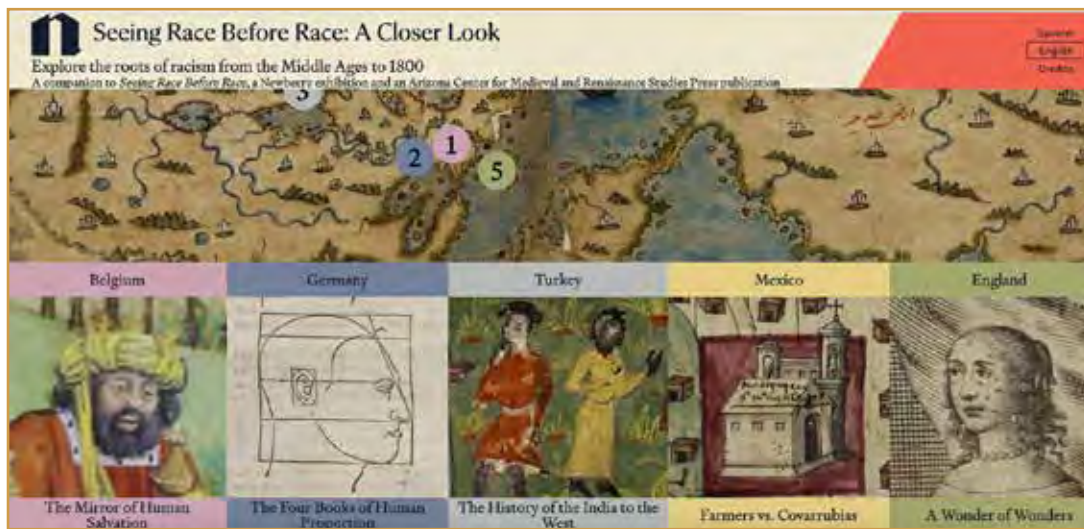 Seeing Race Before Race: A Closer Look
Explore the roots of racism from the Middle Ages to 1800
A companion to Seeing Race Before Race, a Newberry exhibition and an Arizona Center for Medieval and Renaissance Studies Press publication
Spanish
English
Credits
3
2
1
5
Belgium
Germany
Turkey
Mexico
England
The Mirror of Human
Salvation
The Four Books of Human
Proportion
The History of the India to the
West
Farmers vs. Covarrubias
A Wonder of Wonders